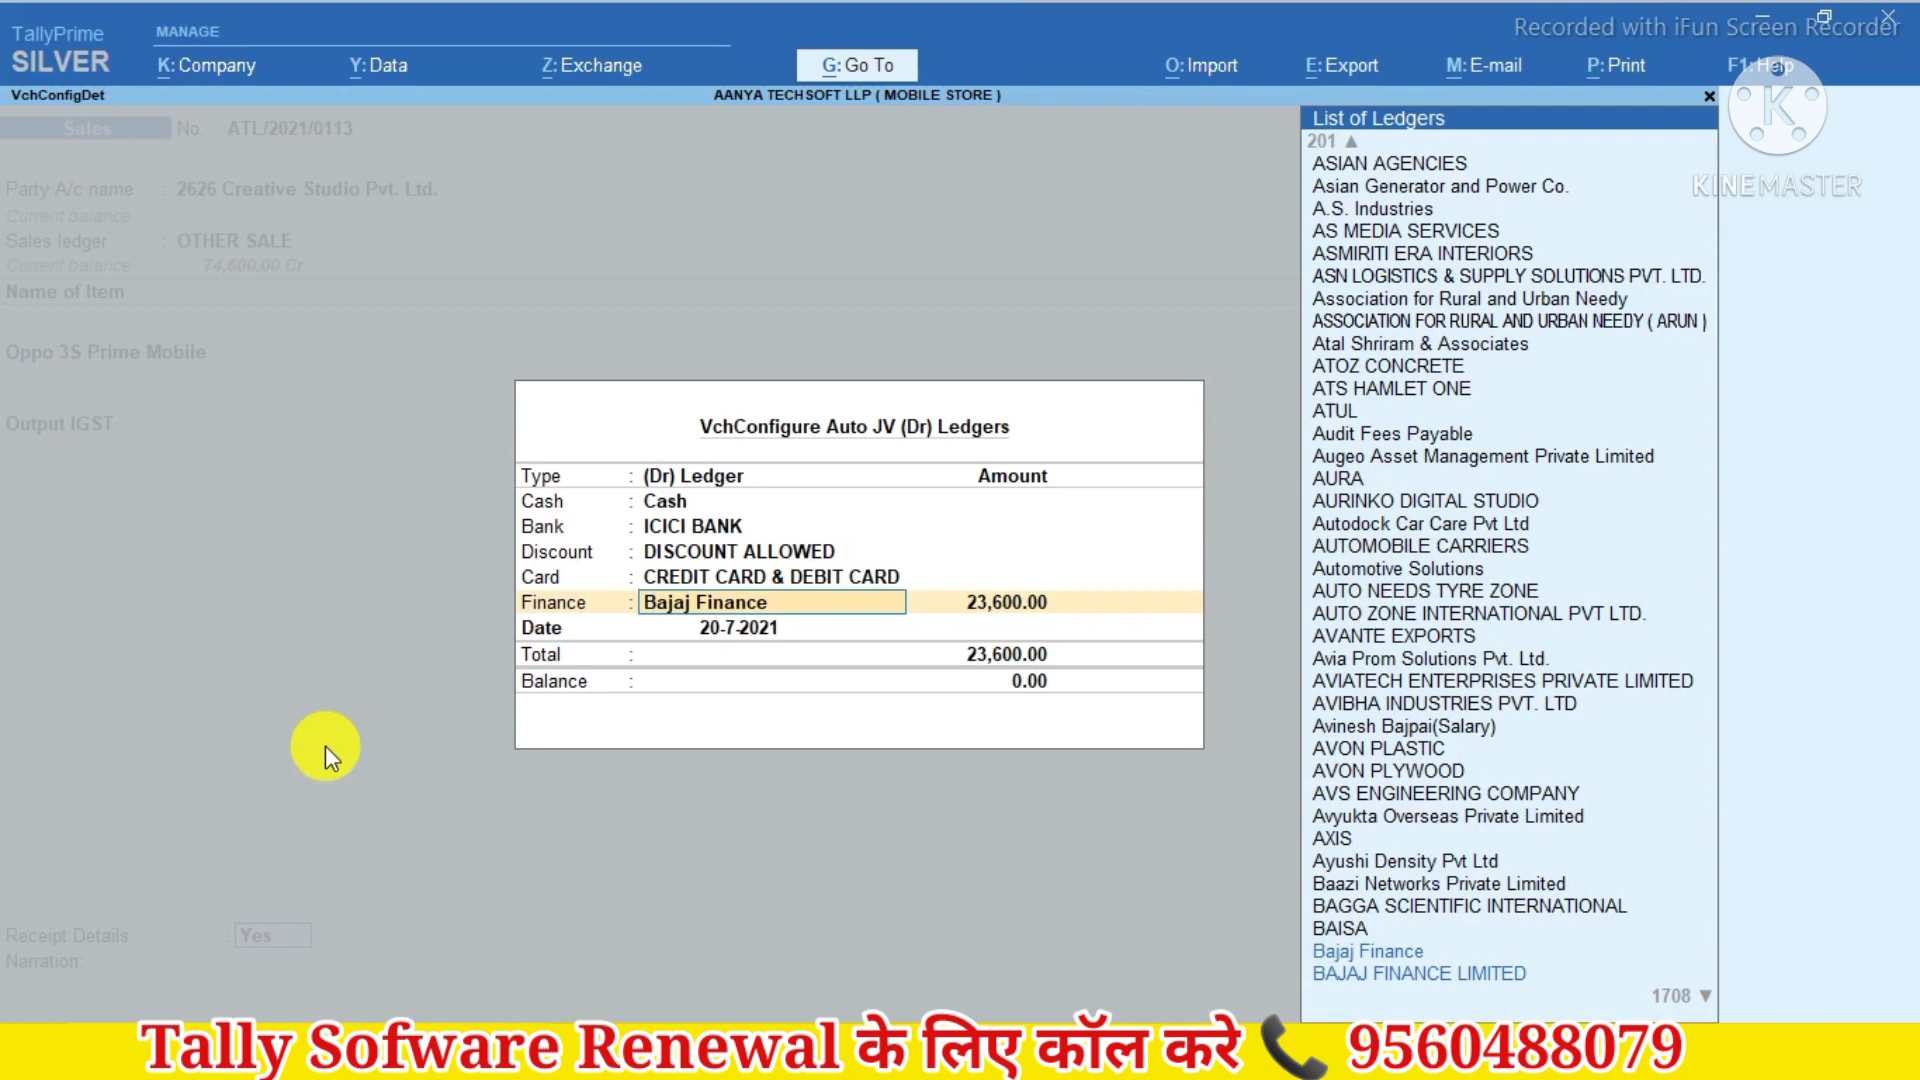 TallyPrime
SILVER
MANAGE
K: Company
Y: Data
Z: Exchange
G: Go To
O: Import
E: Export
M: E-mail
P: Print
F1: Help
Recorded with iFun Screen Recorder
VchConfigDet
AANYA TECHSOFT LLP ( MOBILE STORE )
KINEMASTER
Sales No. ATL/2021/0113
Party A/c name : 2626 Creative Studio Pvt. Ltd.
Current balance :
Sales ledger : OTHER SALE
Current balance : 74,600.00 Cr
Name of Item
Oppo 3S Prime Mobile
Output IGST
Receipt Details : Yes
Narration:
VchConfigure Auto JV (Dr) Ledgers
Type : (Dr) Ledger Amount
Cash : Cash
Bank : ICICI BANK
Discount : DISCOUNT ALLOWED
Card : CREDIT CARD & DEBIT CARD
Finance : Bajaj Finance 23,600.00
Date 20-7-2021
Total : 23,600.00
Balance : 0.00
List of Ledgers
201 ▲
ASIAN AGENCIES
Asian Generator and Power Co.
A.S. Industries
AS MEDIA SERVICES
ASMIRITI ERA INTERIORS
ASN LOGISTICS & SUPPLY SOLUTIONS PVT. LTD.
Association for Rural and Urban Needy
ASSOCIATION FOR RURAL AND URBAN NEEDY ( ARUN )
Atal Shriram & Associates
ATOZ CONCRETE
ATS HAMLET ONE
ATUL
Audit Fees Payable
Augeo Asset Management Private Limited
AURA
AURINKO DIGITAL STUDIO
Autodock Car Care Pvt Ltd
AUTOMOBILE CARRIERS
Automotive Solutions
AUTO NEEDS TYRE ZONE
AUTO ZONE INTERNATIONAL PVT LTD.
AVANTE EXPORTS
Avia Prom Solutions Pvt. Ltd.
AVIATECH ENTERPRISES PRIVATE LIMITED
AVIBHA INDUSTRIES PVT. LTD
Avinesh Bajpai(Salary)
AVON PLASTIC
AVON PLYWOOD
AVS ENGINEERING COMPANY
Avyukta Overseas Private Limited
AXIS
Ayushi Density Pvt Ltd
Baazi Networks Private Limited
BAGGA SCIENTIFIC INTERNATIONAL
BAISA
Bajaj Finance
BAJAJ FINANCE LIMITED
1708 ▼
Tally Sofware Renewal के लिए कॉल करे 📞 9560488079